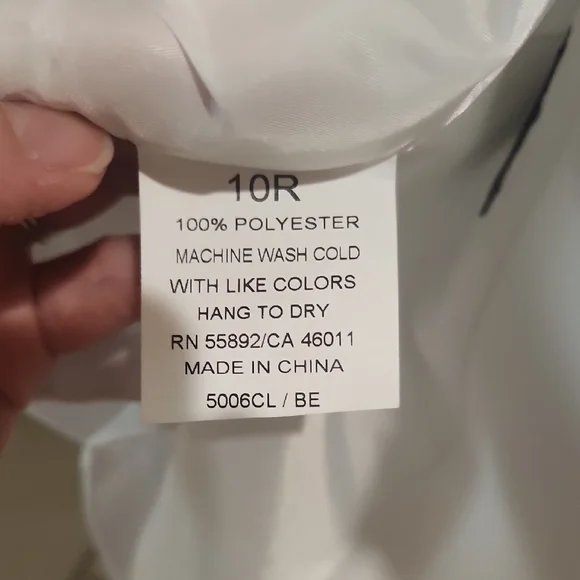 10R
100% POLYESTER
MACHINE WASH COLD
WITH LIKE COLORS
HANG TO DRY
RN 55892/CA 46011
MADE IN CHINA
5006CL / BE